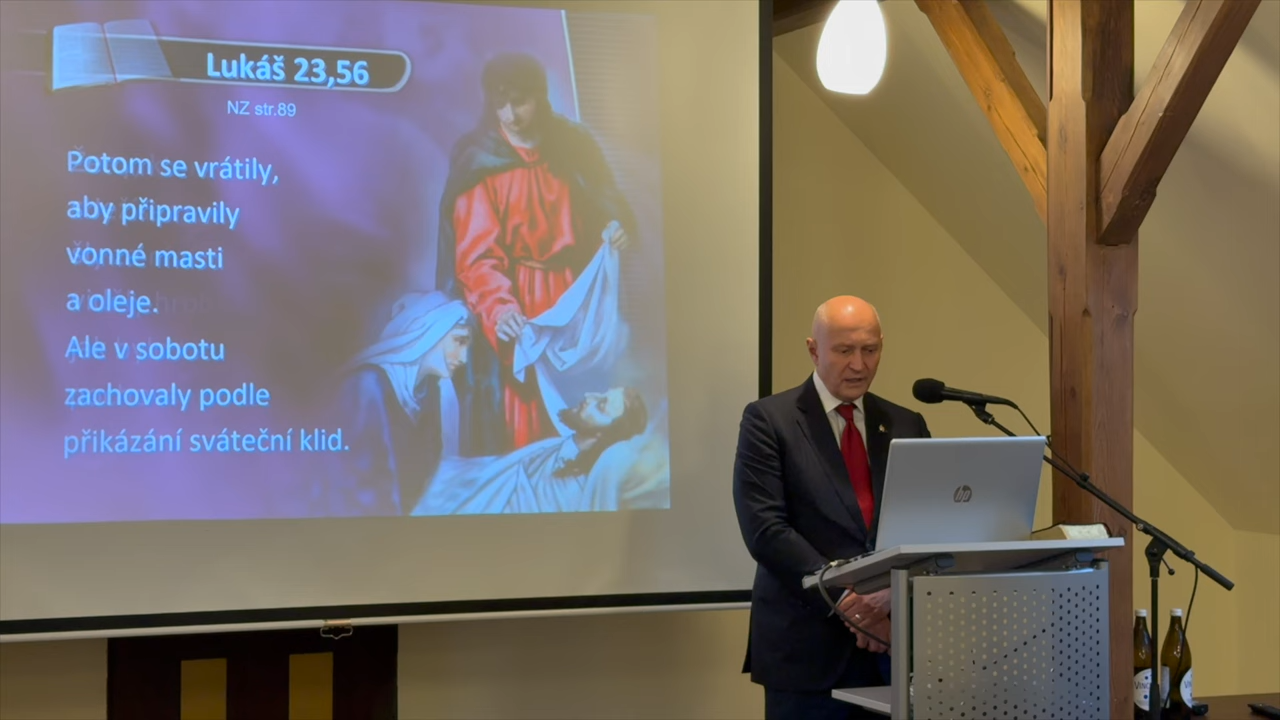 Lukáš 23,56
NZ str.89
Potom se vrátily,
aby připravily
vonné masti
a oleje.
Ale v sobotu
zachovaly podle
přikázání sváteční klid.
hp